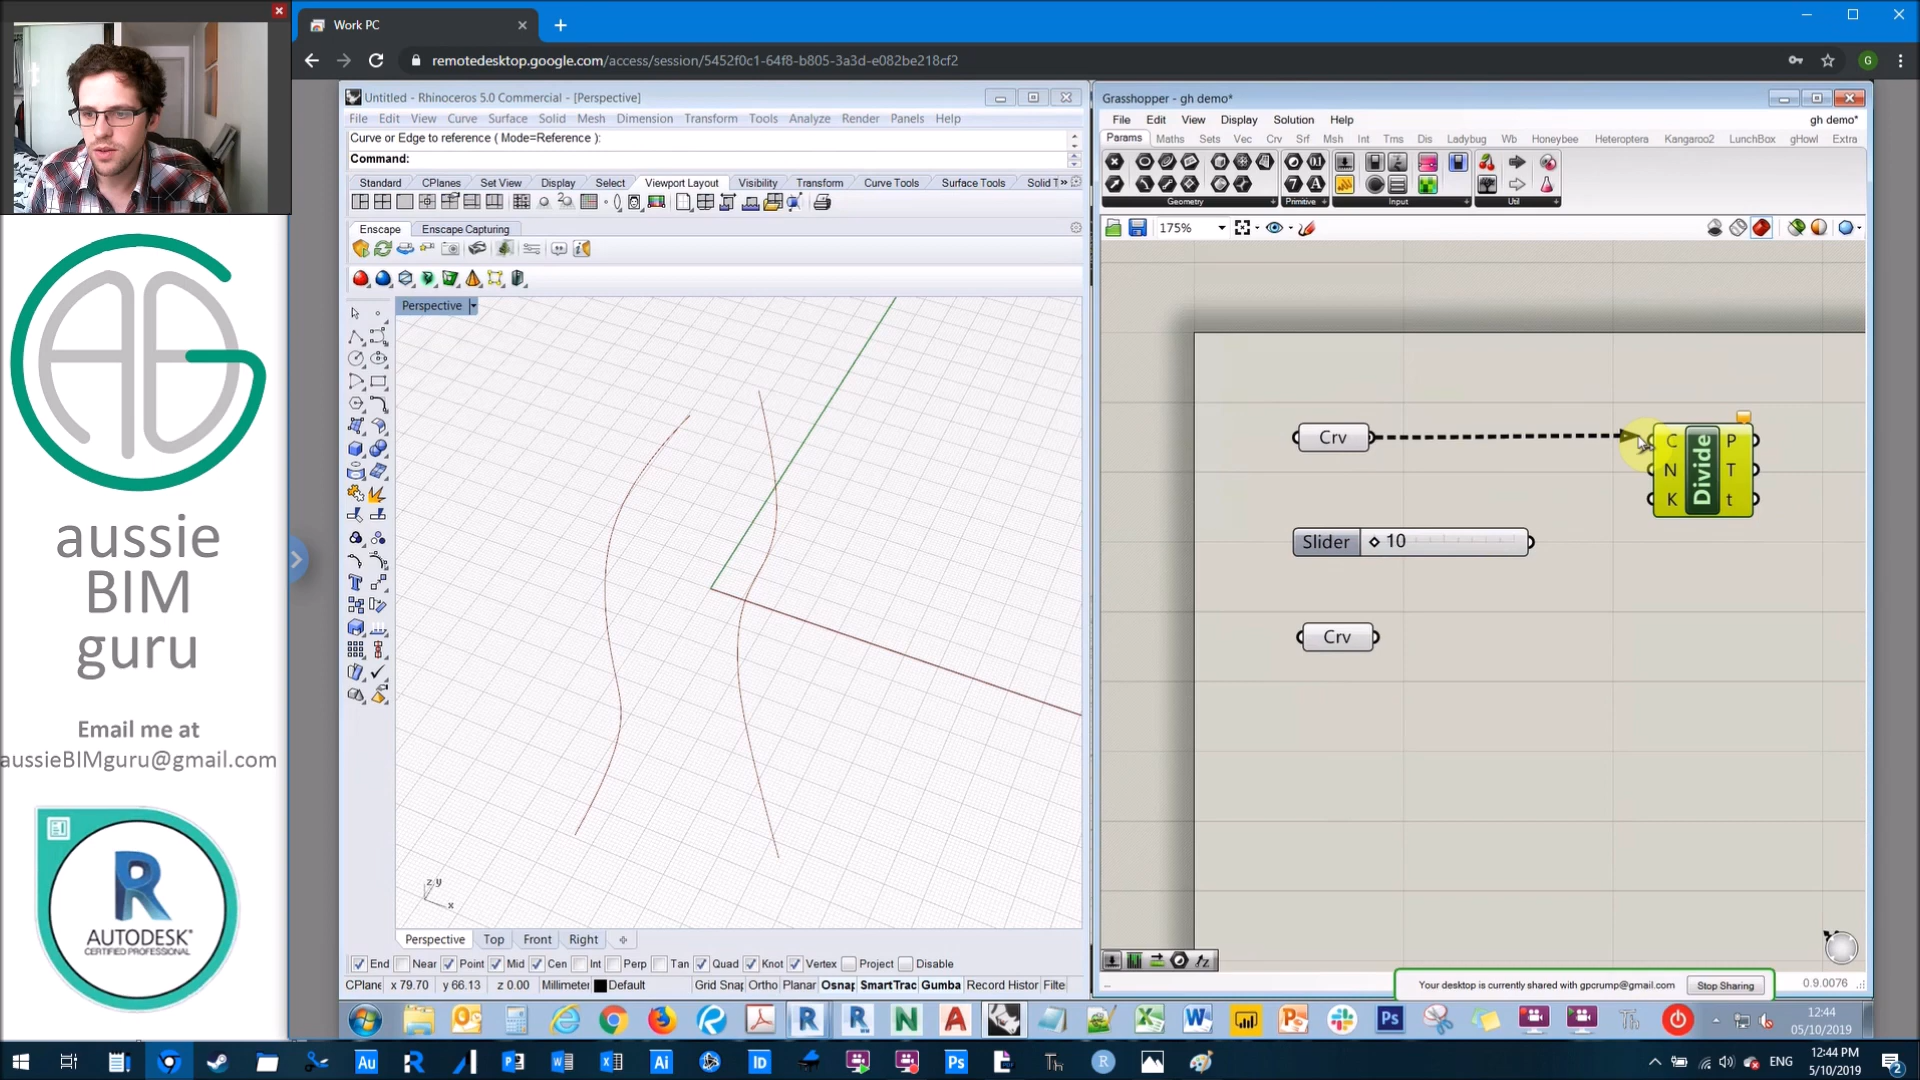 Work PC
remotedesktop.google.com/access/session/5452f0c1-64f8-b805-3a3d-e082be218cf2
G
Untitled - Rhinoceros 5.0 Commercial - [Perspective]
File Edit View Curve Surface Solid Mesh Dimension Transform Tools Analyze Render Panels Help
Curve or Edge to reference ( Mode=Reference ):
Command:
Standard CPlanes Set View Display Select Viewport Layout Visibility Transform Curve Tools Surface Tools Solid T
Enscape Enscape Capturing
Perspective
z y
x
Perspective Top Front Right
End Near Point Mid Cen Int Perp Tan Quad Knot Vertex Project Disable
CPlane x 79.70 y 66.13 z 0.00 Millimeter Default Grid Snap Ortho Planar Osnap SmartTrac Gumba Record Histor Filte
Grasshopper - gh demo*
File Edit View Display Solution Help gh demo*
Params Maths Sets Vec Crv Srf Msh Int Trns Dis Ladybug Wb Honeybee Heteroptera Kangaroo2 LunchBox gHowl Extra
Geometry Primitive Input Util
175%
Crv
C
N
K
Divide
P
T
t
Slider 10
Crv
Your desktop is currently shared with gpcrump@gmail.com Stop Sharing
0.9.0076
12:44
05/10/2019
aussie
BIM
guru
Email me at
aussieBIMguru@gmail.com
R
AUTODESK
CERTIFIED PROFESSIONAL
ENG
12:44 PM
5/10/2019
2